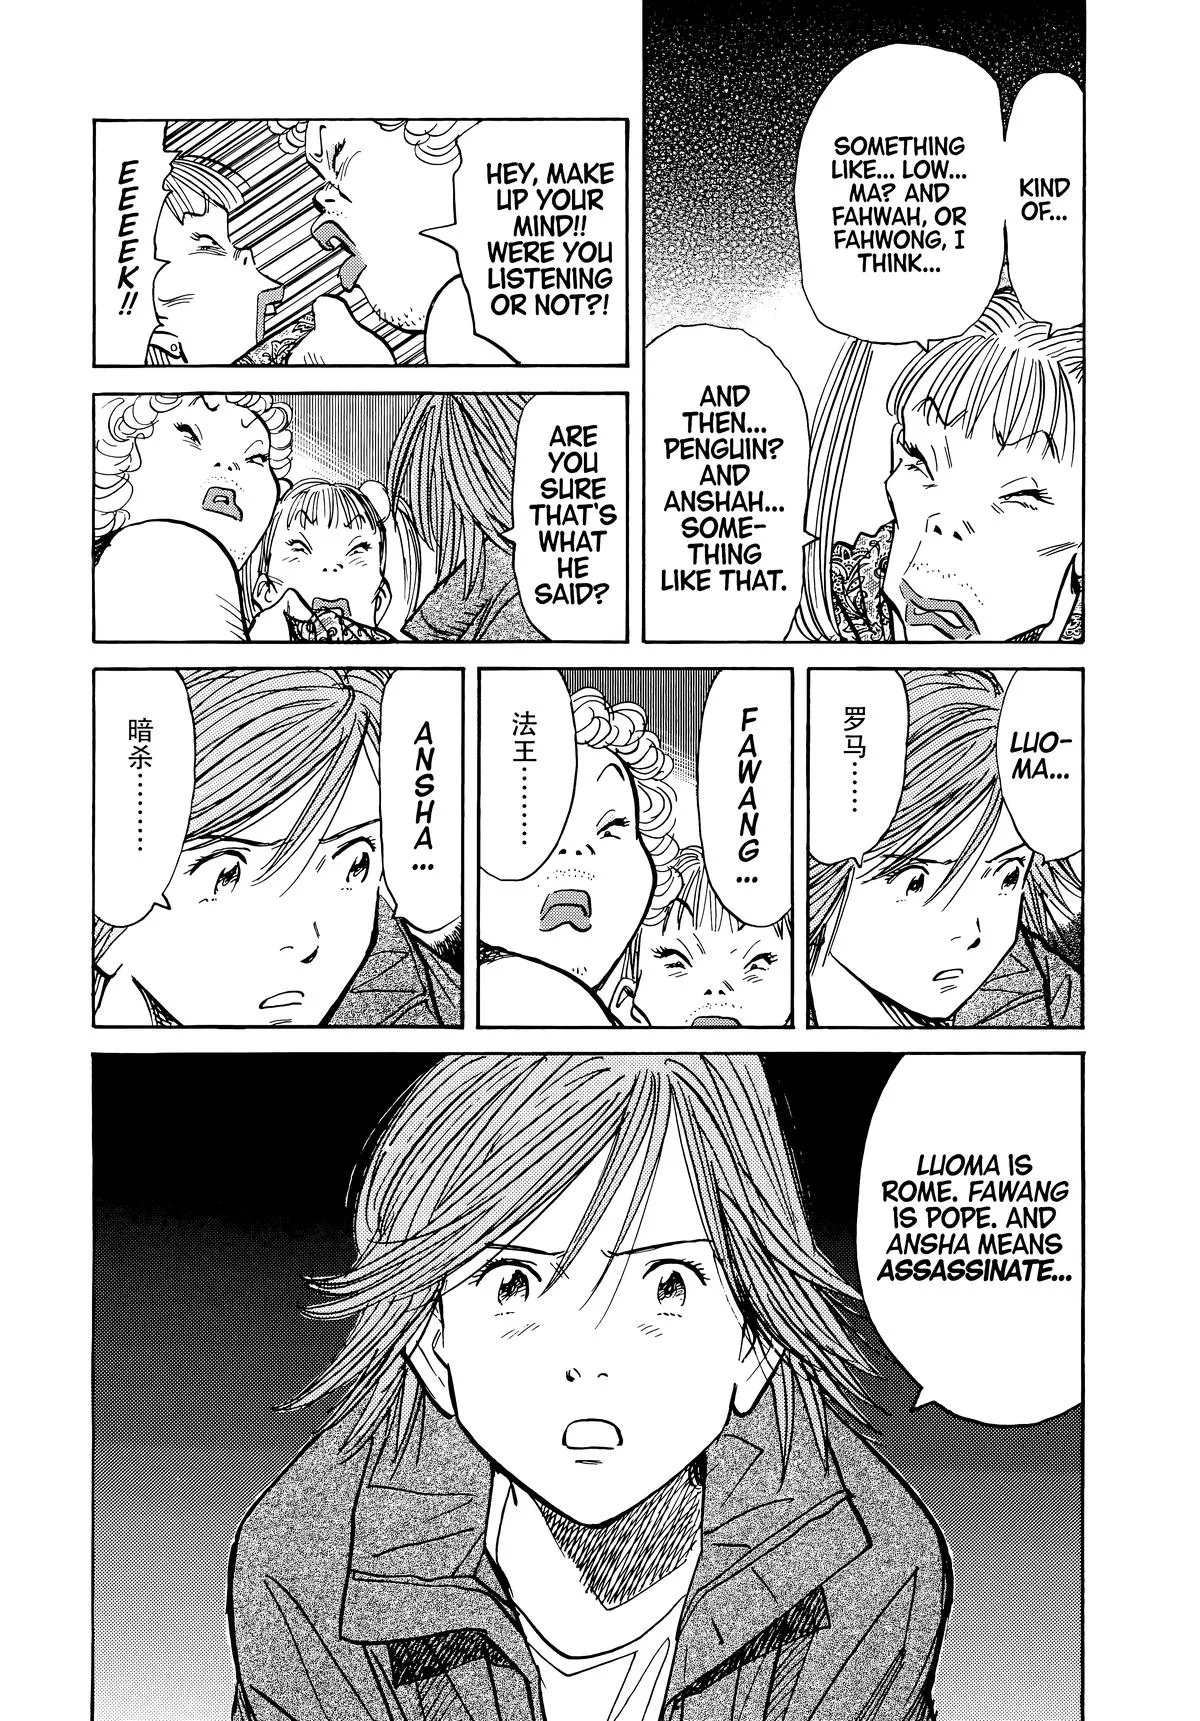 KIND
OF...
SOMETHING
LIKE... LOW...
MA? AND
FAHWAH, OR
FAHWONG, I
THINK...
AND
THEN...
PENGUIN?
AND
ANSHAH...
SOME-
THING
LIKE THAT.
HEY, MAKE
UP YOUR
MIND!!
WERE YOU
LISTENING
OR NOT?!
EEEEK!!
ARE
YOU
SURE
THAT'S
WHAT
HE
SAID?
LUO-
MA...
罗马……
FAWANG...
法王………
ANSHA...
暗杀………
LUOMA IS
ROME. FAWANG
IS POPE. AND
ANSHA MEANS
ASSASSINATE...